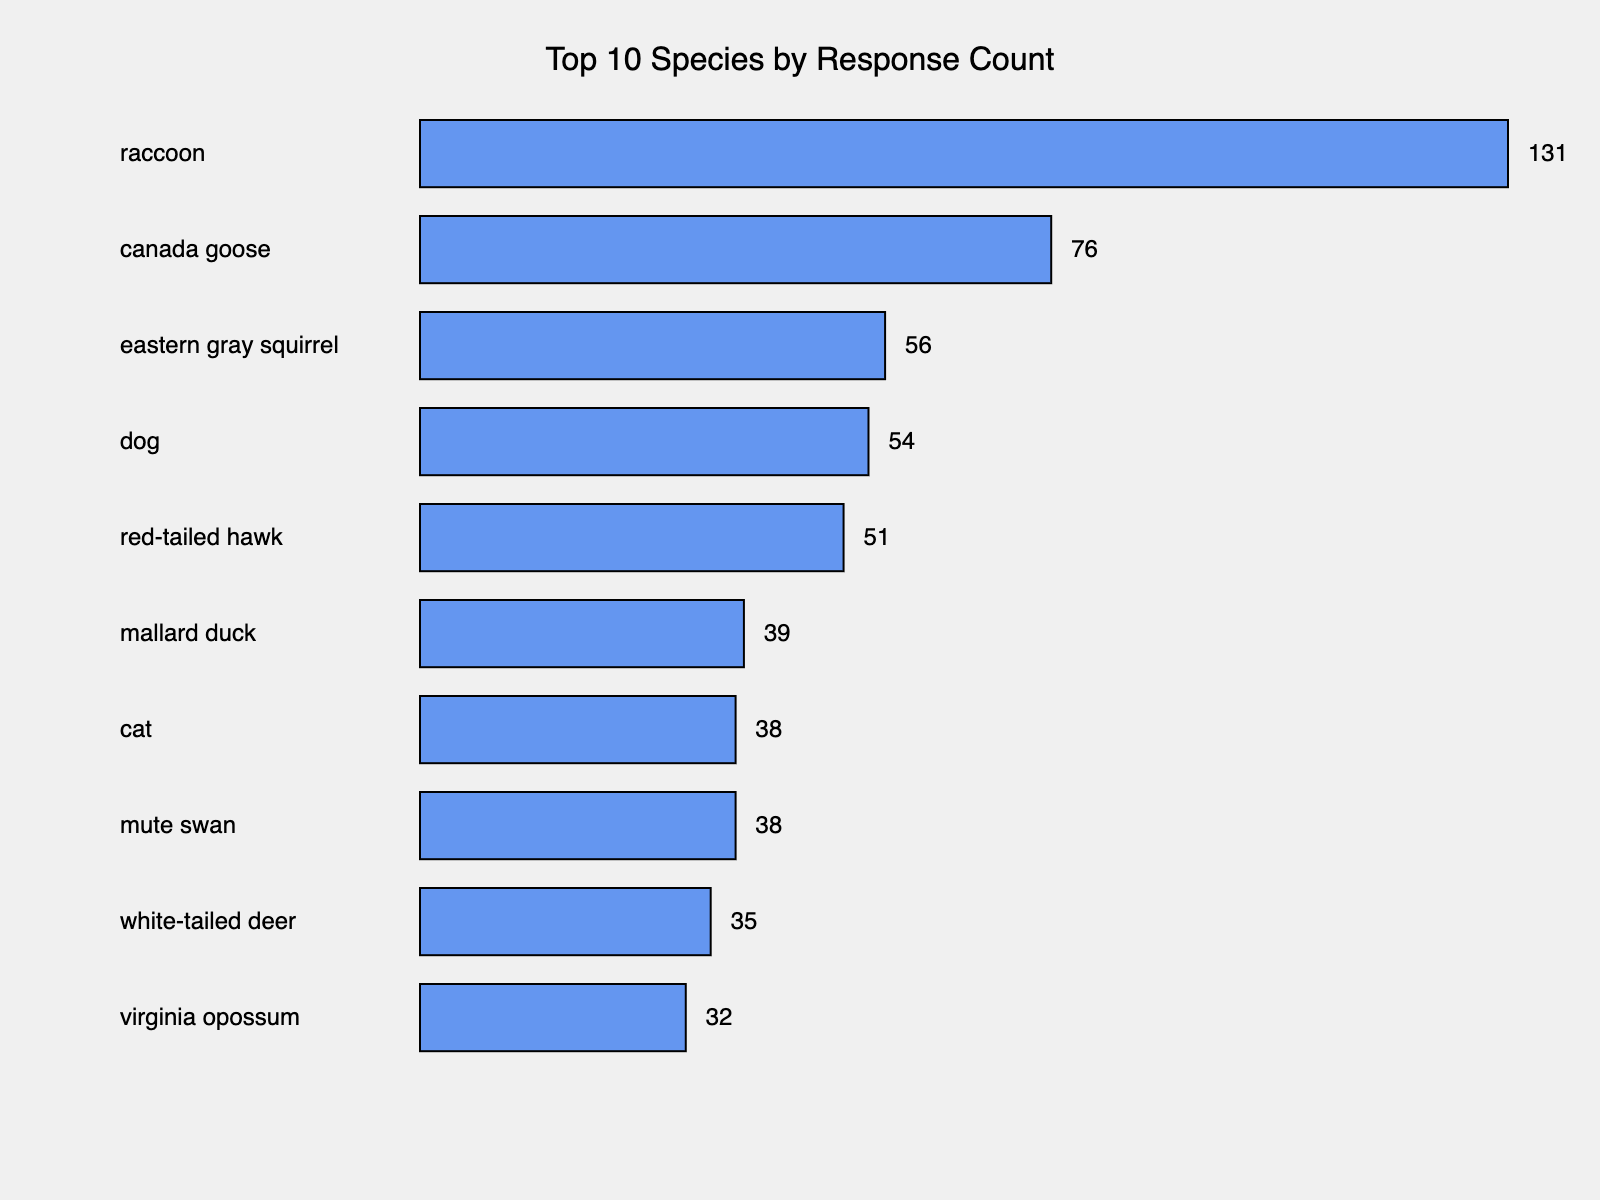 Top 10 Species by Response Count
raccoon 131
canada goose 76
eastern gray squirrel 56
dog 54
red-tailed hawk 51
mallard duck 39
cat 38
mute swan 38
white-tailed deer 35
virginia opossum 32